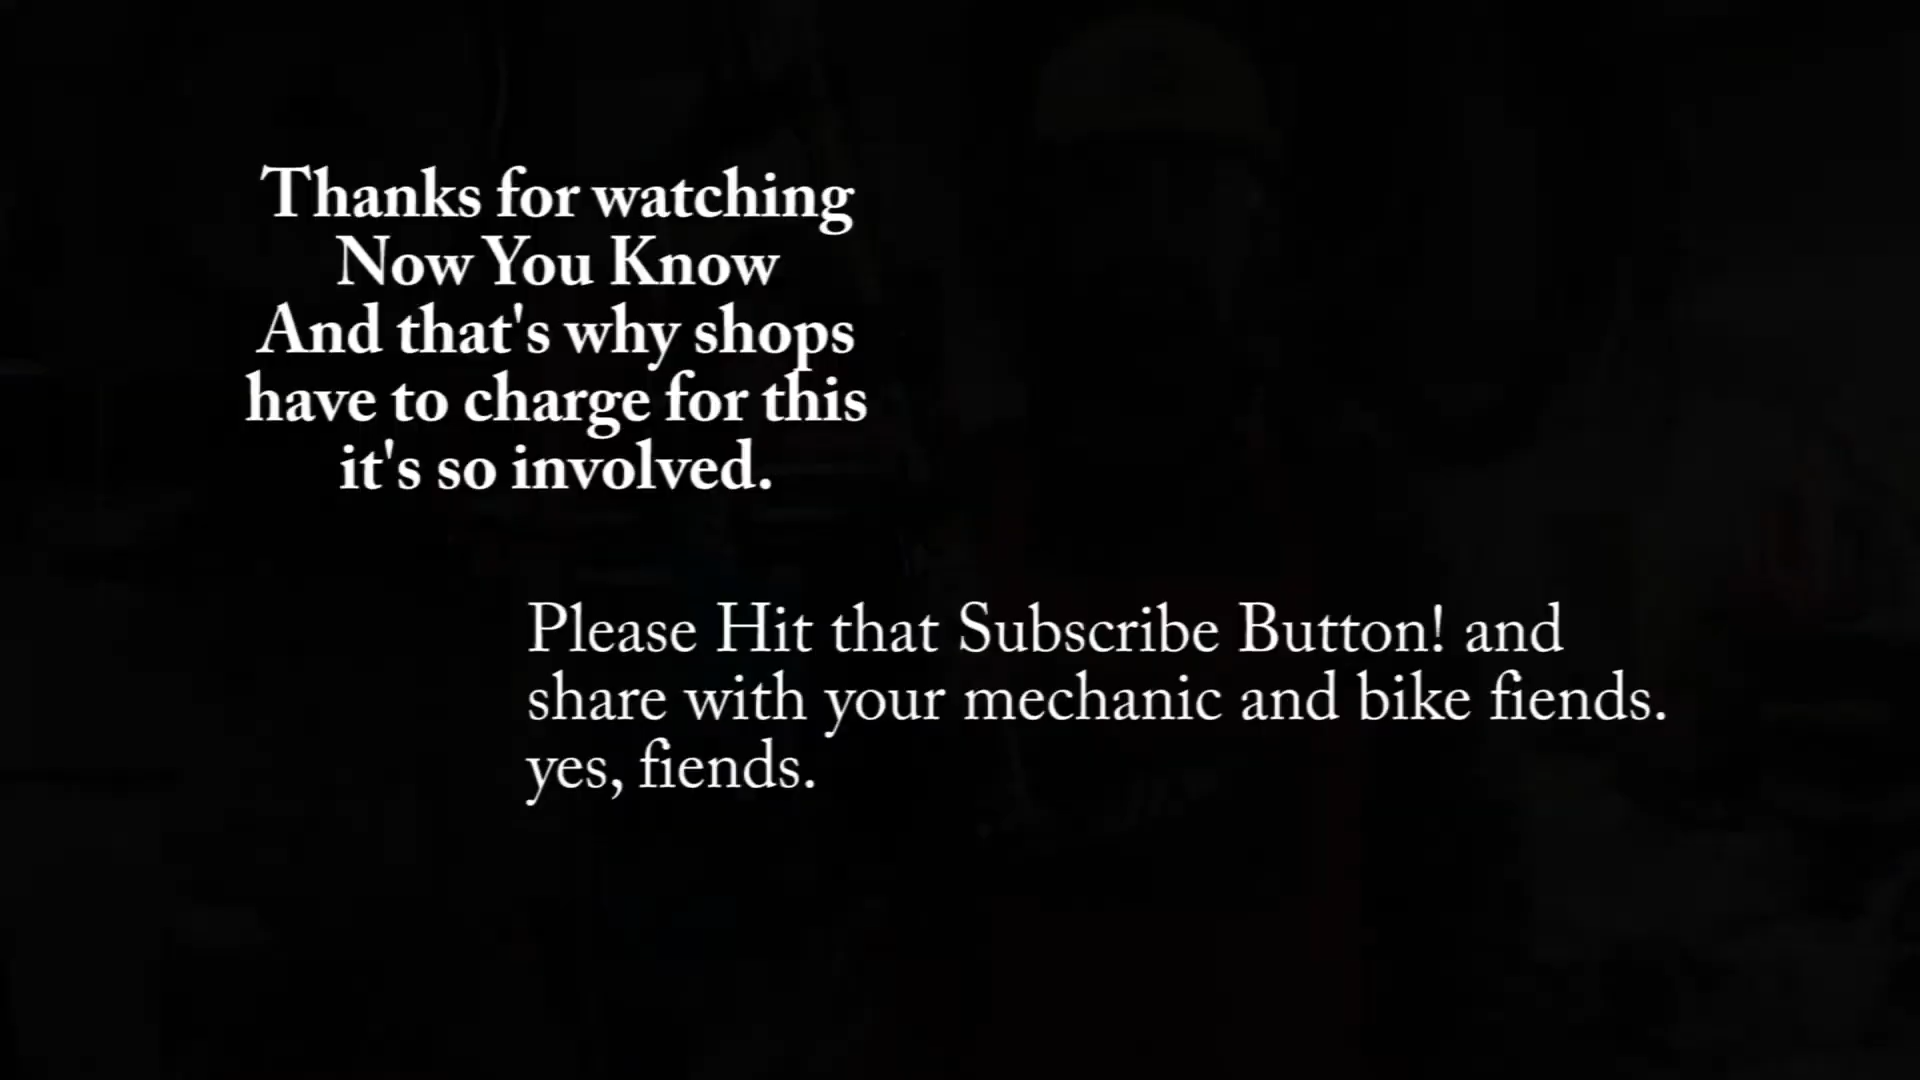 Thanks for watching
Now You Know
And that's why shops
have to charge for this
it's so involved.
Please Hit that Subscribe Button! and
share with your mechanic and bike fiends.
yes, fiends.